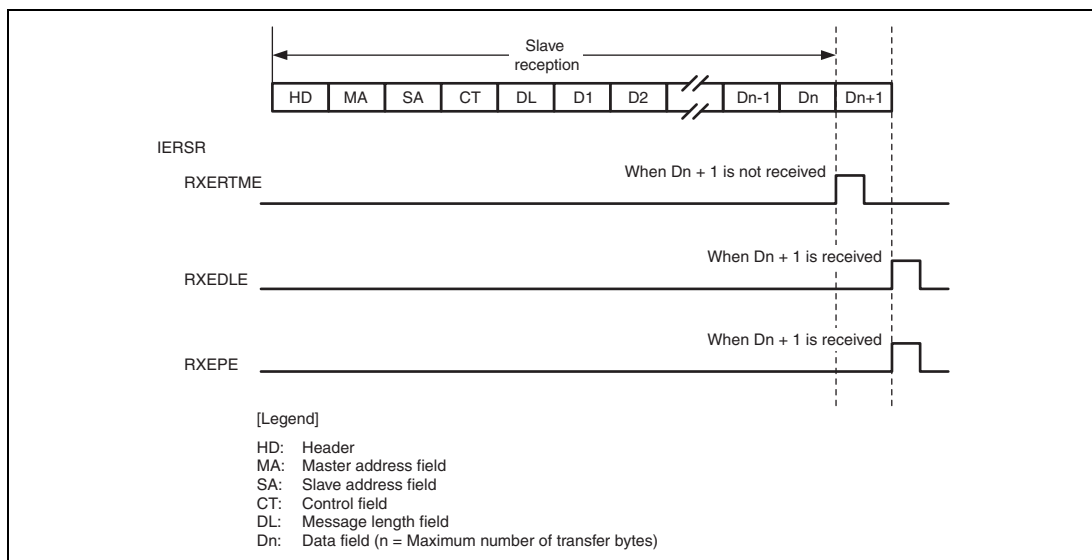 Slave
reception
HD MA SA CT DL D1 D2 Dn-1 Dn Dn+1
IERSR
When Dn + 1 is not received
RXERTME
When Dn + 1 is received
RXEDLE
When Dn + 1 is received
RXEPE
[Legend]
HD: Header
MA: Master address field
SA: Slave address field
CT: Control field
DL: Message length field
Dn: Data field (n = Maximum number of transfer bytes)